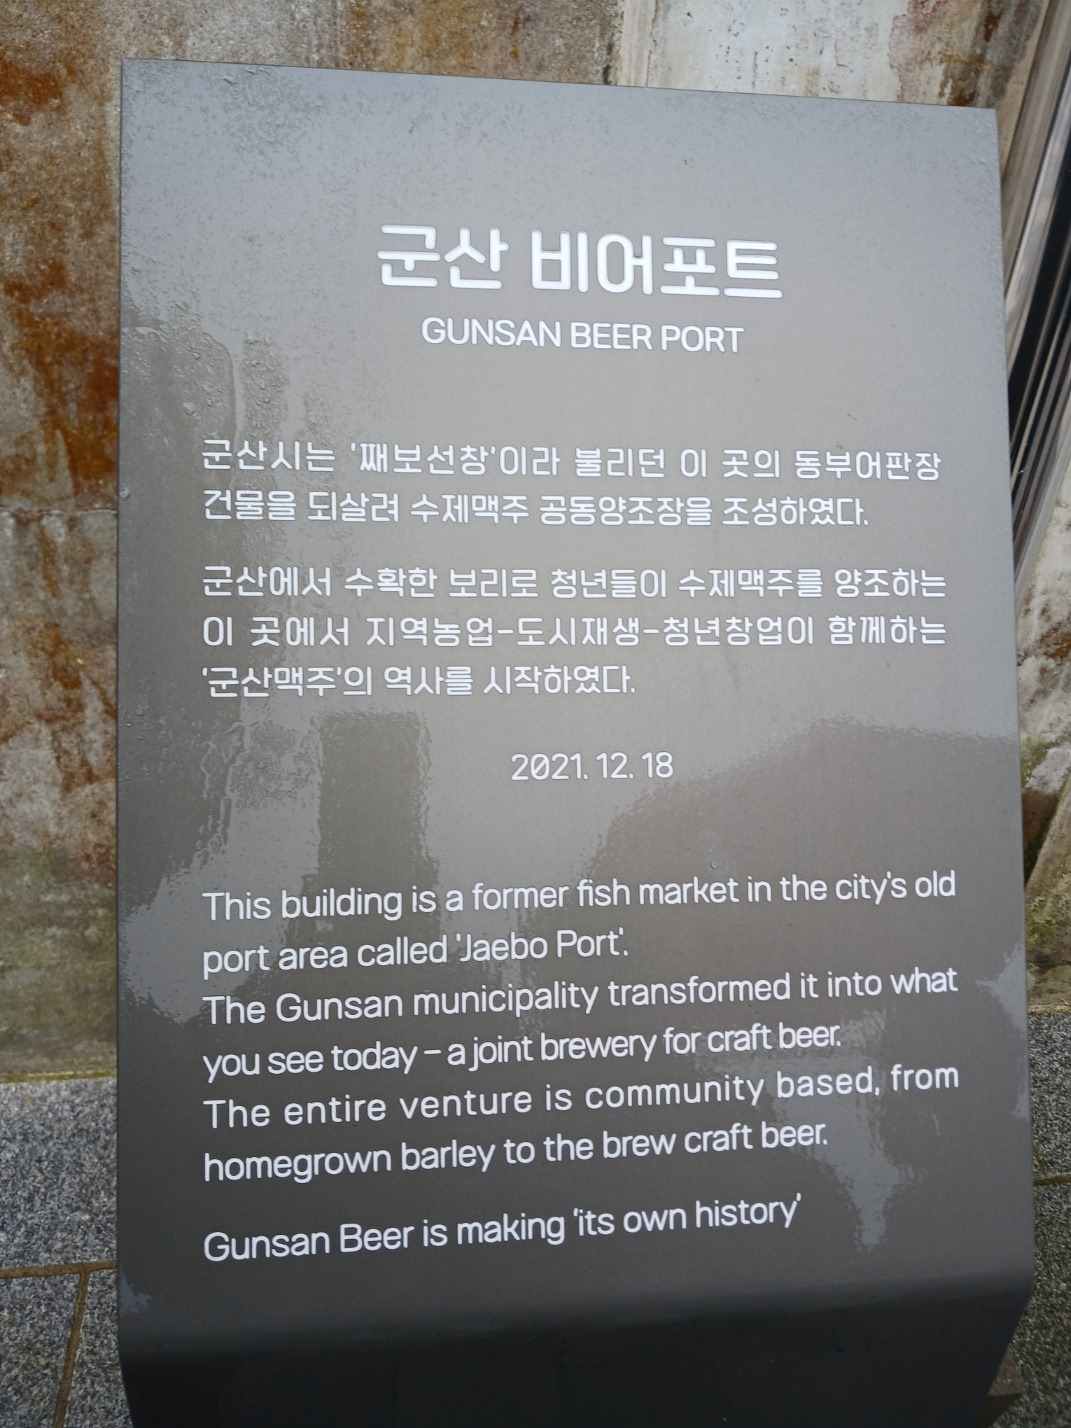 군산 비어포트
GUNSAN BEER PORT
군산시는 '째보선창'이라 불리던 이 곳의 동부어판장
건물을 되살려 수제맥주 공동양조장을 조성하였다.
군산에서 수확한 보리로 청년들이 수제맥주를 양조하는
이 곳에서 지역농업-도시재생-청년창업이 함께하는
'군산맥주'의 역사를 시작하였다.
2021. 12. 18
This building is a former fish market in the city's old
port area called 'Jaebo Port'.
The Gunsan municipality transformed it into what
you see today – a joint brewery for craft beer.
The entire venture is community based, from
homegrown barley to the brew craft beer.
Gunsan Beer is making 'its own history'